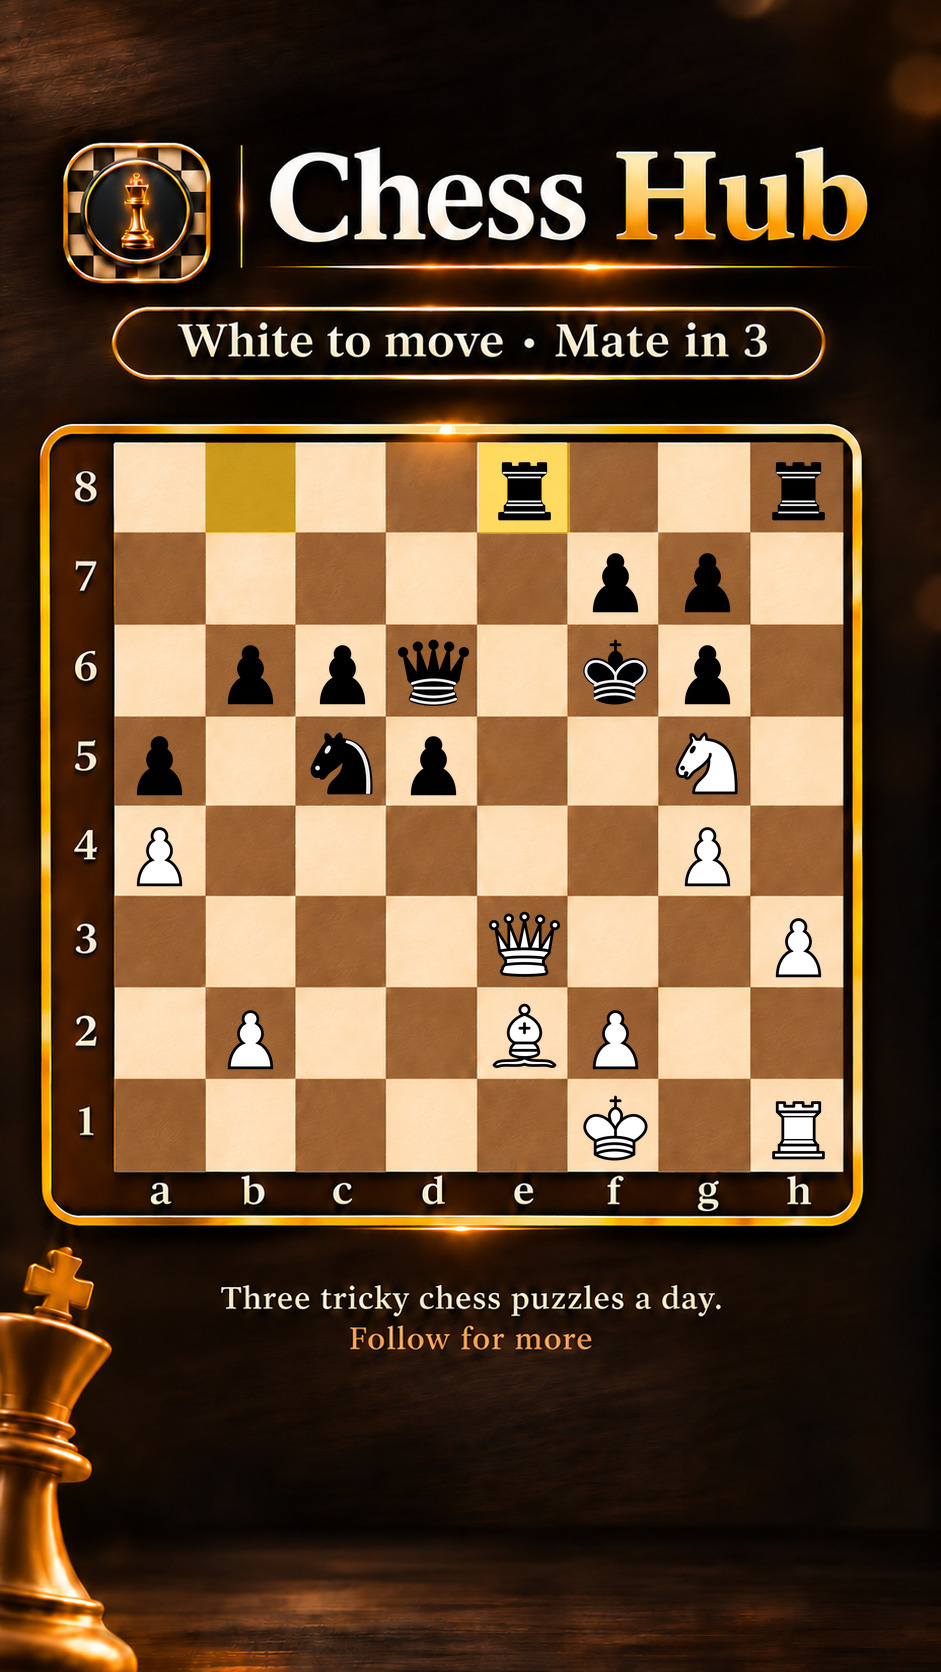 Chess Hub
White to move • Mate in 3
8
7
6
5
4
3
2
1
a b c d e f g h
Three tricky chess puzzles a day.
Follow for more